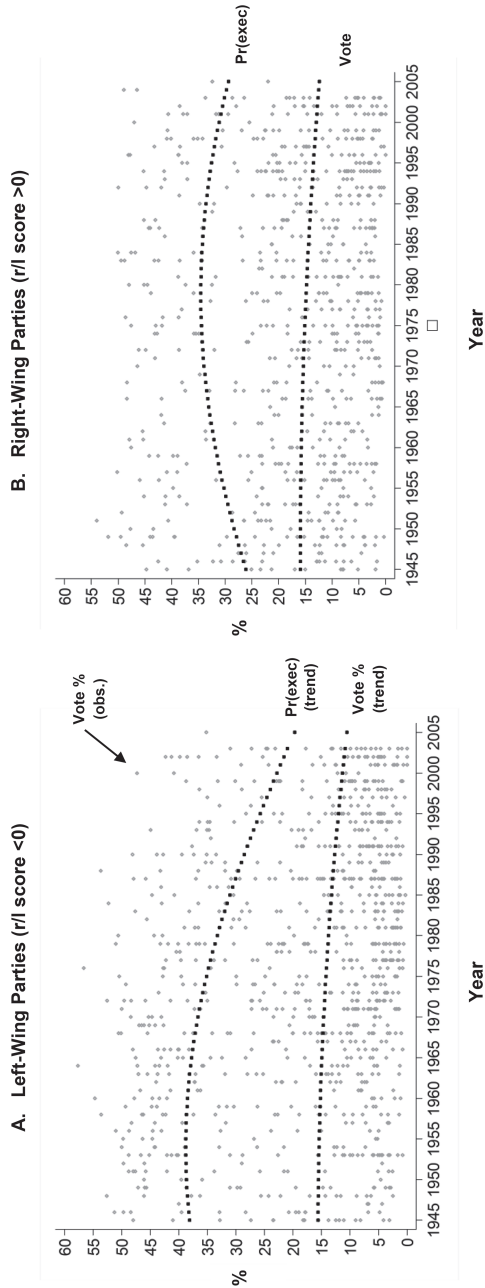 A. Left-Wing Parties (r/l score <0)
Vote %
(obs.)
%
60
55
50
45
40
35
30
25
20
15
10
5
0
Pr(exec)
(trend)
Vote %
(trend)
1945 1950 1955 1960 1965 1970 1975 1980 1985 1990 1995 2000 2005
Year
B. Right-Wing Parties (r/l score >0)
%
60
55
50
45
40
35
30
25
20
15
10
5
0
Pr(exec)
Vote
1945 1950 1955 1960 1965 1970 1975 1980 1985 1990 1995 2000 2005
Year